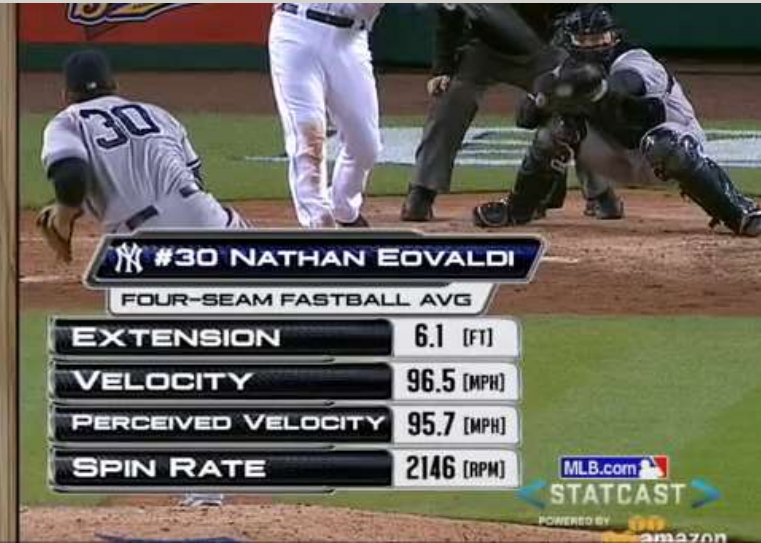 30
NY #30 NATHAN EOVALDI
FOUR-SEAM FASTBALL AVG
EXTENSION 6.1 [FT]
VELOCITY 96.5 [MPH]
PERCEIVED VELOCITY 95.7 [MPH]
SPIN RATE 2146 [RPM]
MLB.com
STATCAST
POWERED BY
amazon